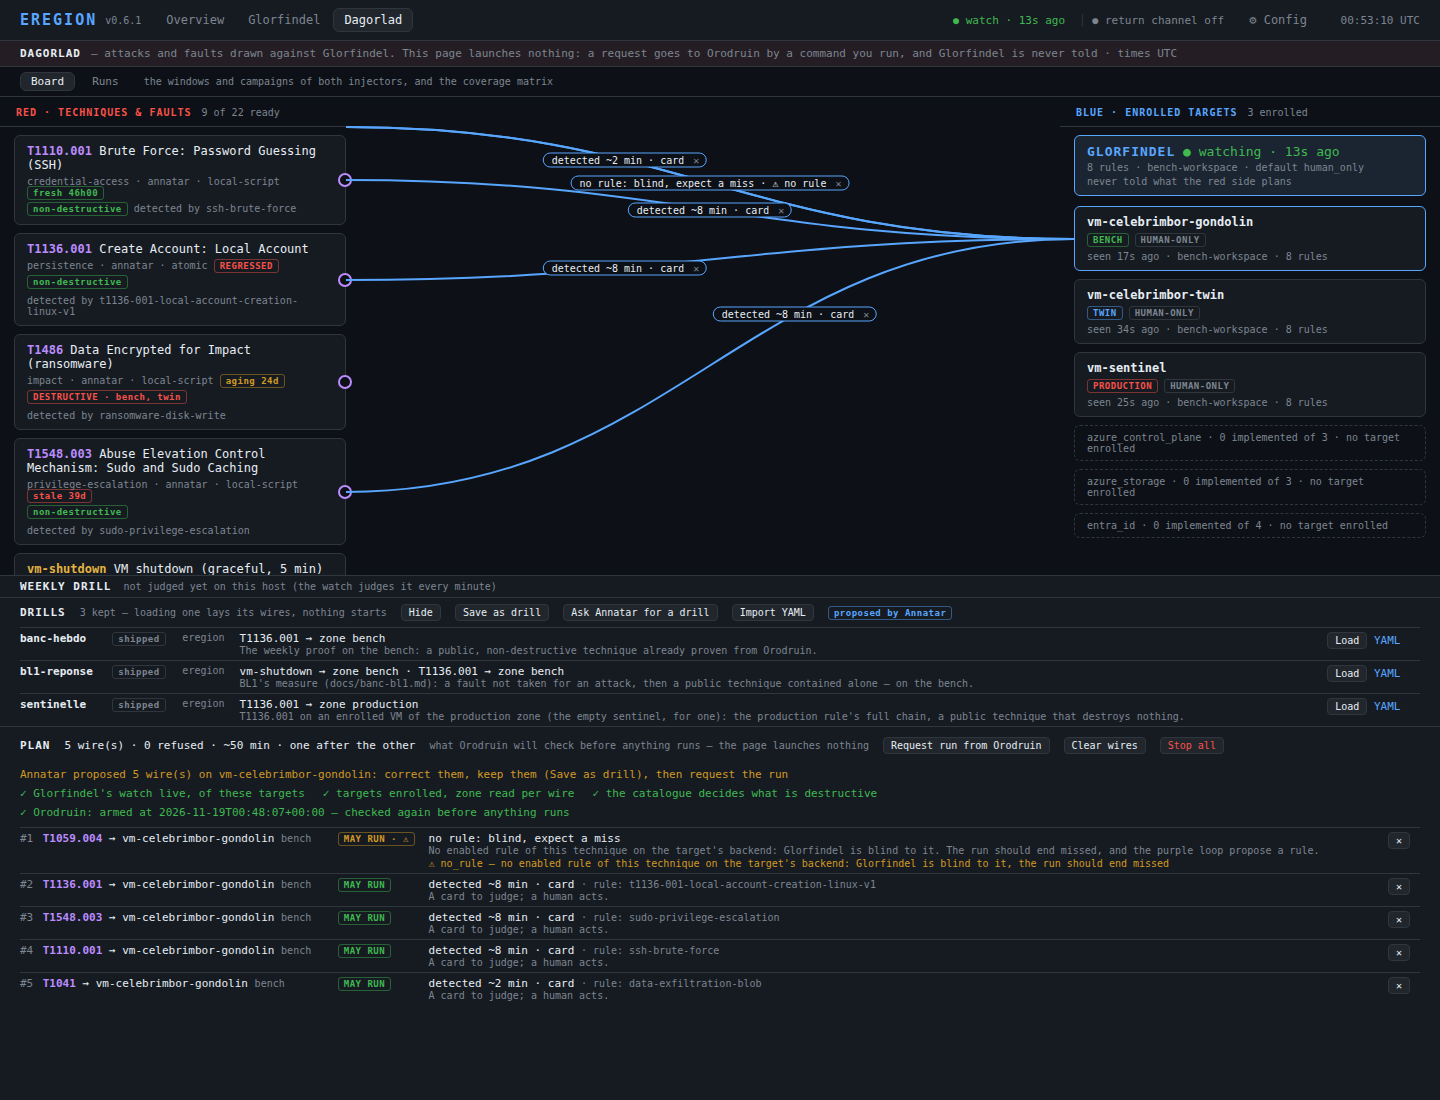 EREGION v0.6.1 Overview Glorfindel Dagorlad ● watch · 13s ago ● return channel off ⚙ Config 00:53:10 UTC
DAGORLAD — attacks and faults drawn against Glorfindel. This page launches nothing: a request goes to Orodruin by a command you run, and Glorfindel is never told · times UTC
Board Runs the windows and campaigns of both injectors, and the coverage matrix
RED · TECHNIQUES & FAULTS 9 of 22 ready
T1110.001 Brute Force: Password Guessing
(SSH)
credential-access · annatar · local-script
fresh 46h00
non-destructive detected by ssh-brute-force
T1136.001 Create Account: Local Account
persistence · annatar · atomic REGRESSED
non-destructive
detected by t1136-001-local-account-creation-
linux-v1
T1486 Data Encrypted for Impact
(ransomware)
impact · annatar · local-script aging 24d
DESTRUCTIVE · bench, twin
detected by ransomware-disk-write
T1548.003 Abuse Elevation Control
Mechanism: Sudo and Sudo Caching
privilege-escalation · annatar · local-script
stale 39d
non-destructive
detected by sudo-privilege-escalation
vm-shutdown VM shutdown (graceful, 5 min)
detected ~2 min · card ×
no rule: blind, expect a miss · ⚠ no rule ×
detected ~8 min · card ×
detected ~8 min · card ×
detected ~8 min · card ×
BLUE · ENROLLED TARGETS 3 enrolled
GLORFINDEL ● watching · 13s ago
8 rules · bench-workspace · default human_only
never told what the red side plans
vm-celebrimbor-gondolin
BENCH HUMAN-ONLY
seen 17s ago · bench-workspace · 8 rules
vm-celebrimbor-twin
TWIN HUMAN-ONLY
seen 34s ago · bench-workspace · 8 rules
vm-sentinel
PRODUCTION HUMAN-ONLY
seen 25s ago · bench-workspace · 8 rules
azure_control_plane · 0 implemented of 3 · no target
enrolled
azure_storage · 0 implemented of 3 · no target
enrolled
entra_id · 0 implemented of 4 · no target enrolled
WEEKLY DRILL not judged yet on this host (the watch judges it every minute)
DRILLS 3 kept — loading one lays its wires, nothing starts Hide Save as drill Ask Annatar for a drill Import YAML proposed by Annatar
banc-hebdo shipped eregion T1136.001 → zone bench Load YAML
The weekly proof on the bench: a public, non-destructive technique already proven from Orodruin.
bl1-reponse shipped eregion vm-shutdown → zone bench · T1136.001 → zone bench Load YAML
BL1's measure (docs/banc-bl1.md): a fault not taken for an attack, then a public technique contained alone — on the bench.
sentinelle shipped eregion T1136.001 → zone production Load YAML
T1136.001 on an enrolled VM of the production zone (the empty sentinel, for one): the production rule's full chain, a public technique that destroys nothing.
PLAN 5 wire(s) · 0 refused · ~50 min · one after the other what Orodruin will check before anything runs — the page launches nothing Request run from Orodruin Clear wires Stop all
Annatar proposed 5 wire(s) on vm-celebrimbor-gondolin: correct them, keep them (Save as drill), then request the run
✓ Glorfindel's watch live, of these targets ✓ targets enrolled, zone read per wire ✓ the catalogue decides what is destructive
✓ Orodruin: armed at 2026-11-19T00:48:07+00:00 — checked again before anything runs
#1 T1059.004 → vm-celebrimbor-gondolin bench MAY RUN · ⚠ no rule: blind, expect a miss ×
No enabled rule of this technique on the target's backend: Glorfindel is blind to it. The run should end missed, and the purple loop propose a rule.
⚠ no_rule — no enabled rule of this technique on the target's backend: Glorfindel is blind to it, the run should end missed
#2 T1136.001 → vm-celebrimbor-gondolin bench MAY RUN detected ~8 min · card · rule: t1136-001-local-account-creation-linux-v1 ×
A card to judge; a human acts.
#3 T1548.003 → vm-celebrimbor-gondolin bench MAY RUN detected ~8 min · card · rule: sudo-privilege-escalation ×
A card to judge; a human acts.
#4 T1110.001 → vm-celebrimbor-gondolin bench MAY RUN detected ~8 min · card · rule: ssh-brute-force ×
A card to judge; a human acts.
#5 T1041 → vm-celebrimbor-gondolin bench MAY RUN detected ~2 min · card · rule: data-exfiltration-blob ×
A card to judge; a human acts.